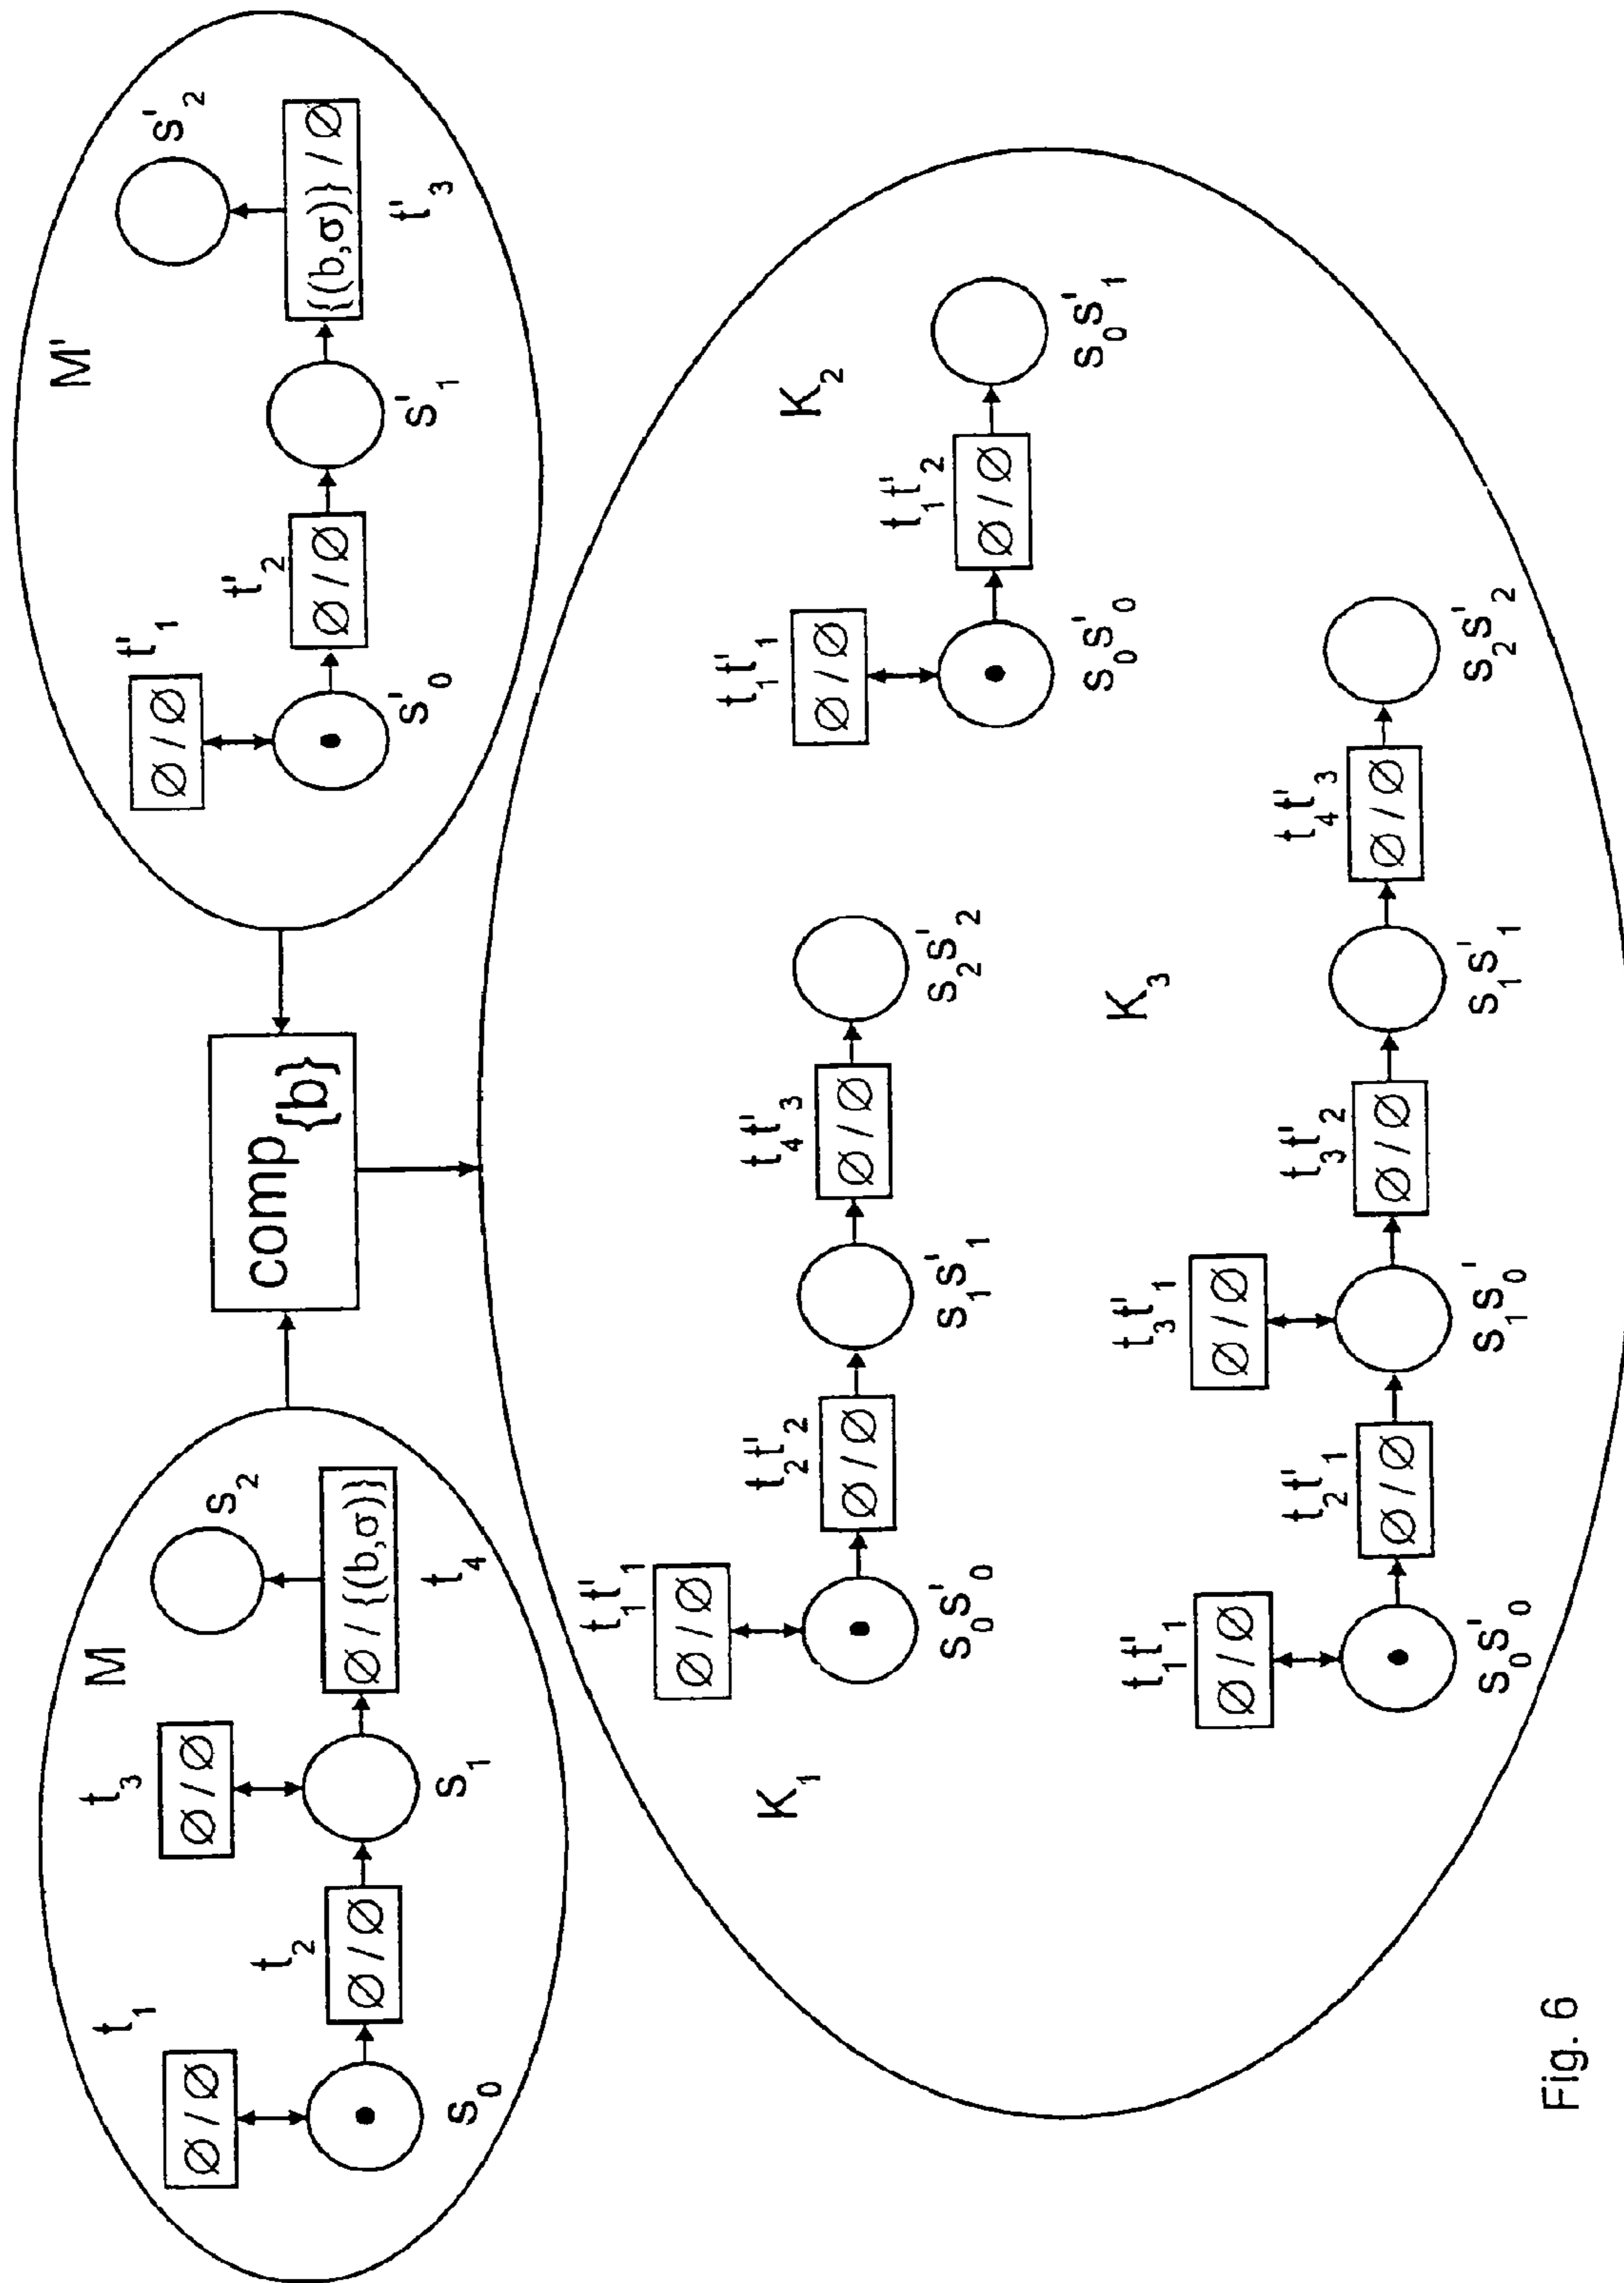 M
t₁
∅ / ∅
s₀
t₂
∅ / ∅
t₃
∅ / ∅
s₁
∅ / {(b,σ)}
t₄
s₂
comp{b}
M'
t'₁
∅ / ∅
s'₀
t'₂
∅ / ∅
s'₁
{(b,σ)} / ∅
t'₃
s'₂
K₁
t₁t'₁
∅ / ∅
s₀s'₀
t₂t'₂
∅ / ∅
s₁s'₁
t₄t'₃
∅ / ∅
s₂s'₂
K₂
t₁t'₁
∅ / ∅
s₀s'₀
t₁t'₂
∅ / ∅
s₀s'₁
K₃
t₁t'₁
∅ / ∅
s₀s'₀
t₂t'₁
∅ / ∅
t₃t'₁
∅ / ∅
s₁s₀'
t₃t'₂
∅ / ∅
s₁s'₁
t₄t'₃
∅ / ∅
s₂s'₂
Fig. 6